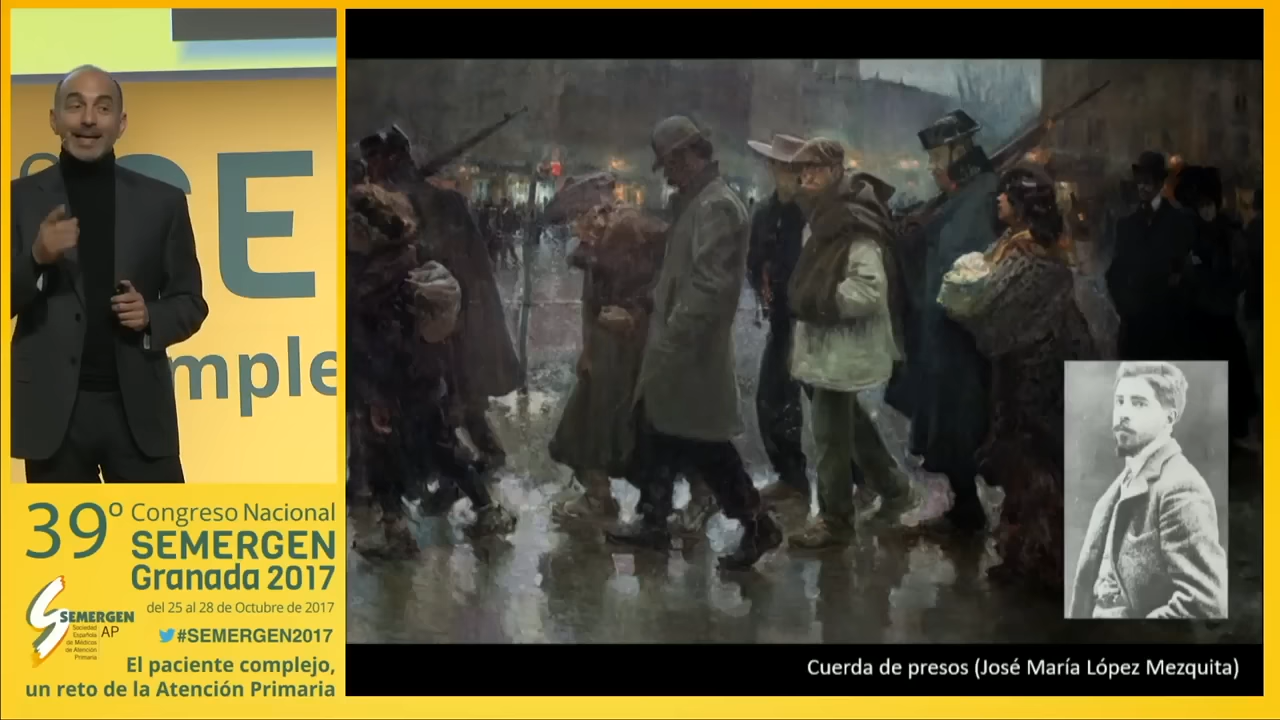 E
mple
39º Congreso Nacional
SEMERGEN
Granada 2017
del 25 al 28 de Octubre de 2017
SEMERGEN
Sociedad
Española
de Médicos
de Atención
Primaria
AP
#SEMERGEN2017
El paciente complejo,
un reto de la Atención Primaria
Cuerda de presos (José María López Mezquita)